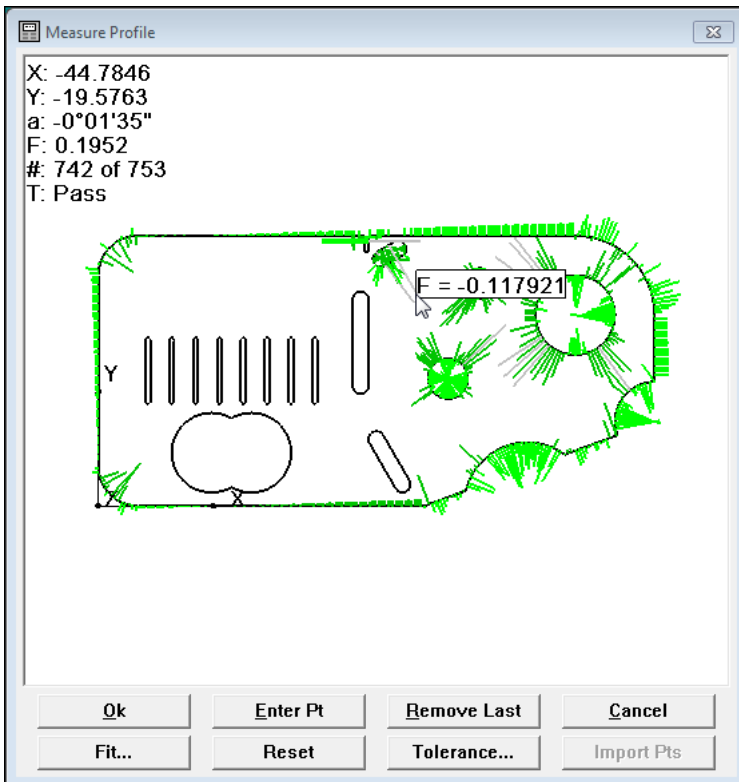 Measure Profile
X: -44.7846
Y: -19.5763
a: -0°01'35"
F: 0.1952
#: 742 of 753
T: Pass
F = -0.117921
Y
X
X
Ok
Enter Pt
Remove Last
Cancel
Fit...
Reset
Tolerance...
Import Pts